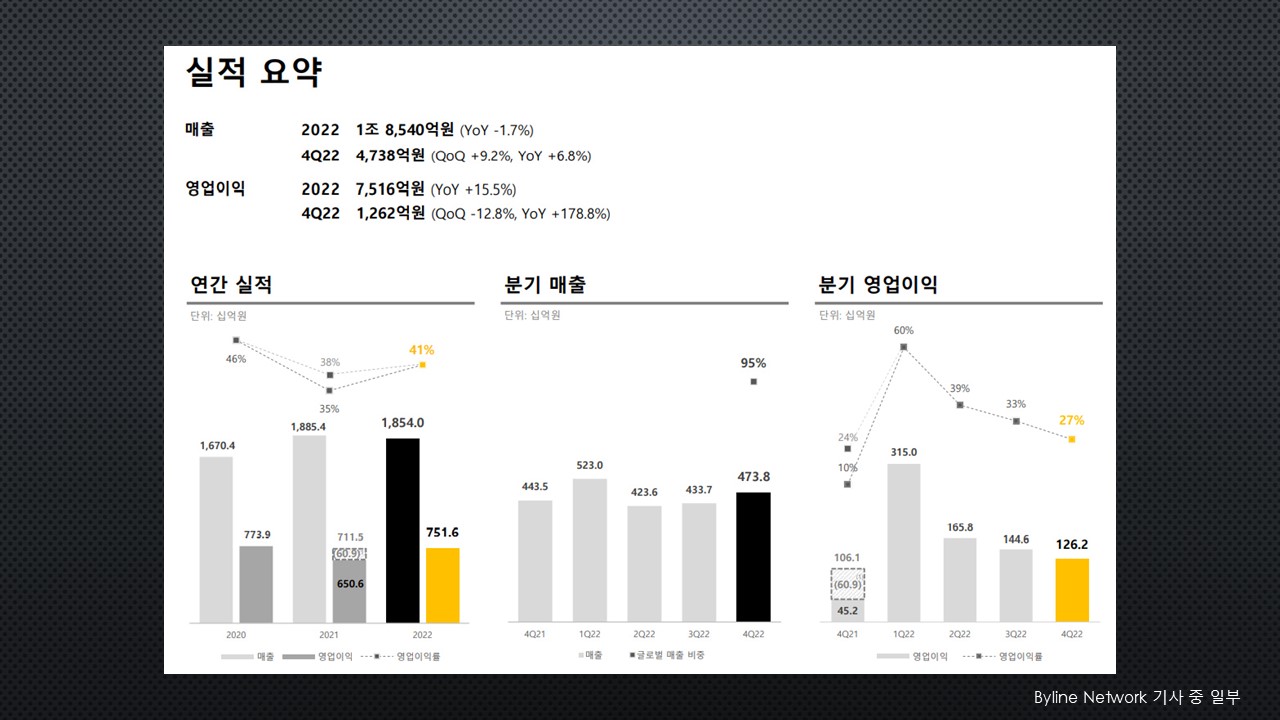 실적 요약
매출 2022 1조 8,540억원 (YoY -1.7%)
4Q22 4,738억원 (QoQ +9.2%, YoY +6.8%)
영업이익 2022 7,516억원 (YoY +15.5%)
4Q22 1,262억원 (QoQ -12.8%, YoY +178.8%)
연간 실적
단위: 십억원
46%
38%
35%
41%
1,670.4
773.9
1,885.4
711.5
(60.9)
650.6
1,854.0
751.6
2020 2021 2022
매출 영업이익 영업이익률
분기 매출
단위: 십억원
95%
443.5
523.0
423.6
433.7
473.8
4Q21 1Q22 2Q22 3Q22 4Q22
매출 글로벌 매출 비중
분기 영업이익
단위: 십억원
24%
10%
60%
39%
33%
27%
106.1
(60.9)
45.2
315.0
165.8
144.6
126.2
4Q21 1Q22 2Q22 3Q22 4Q22
영업이익 영업이익률
Byline Network 기사 중 일부